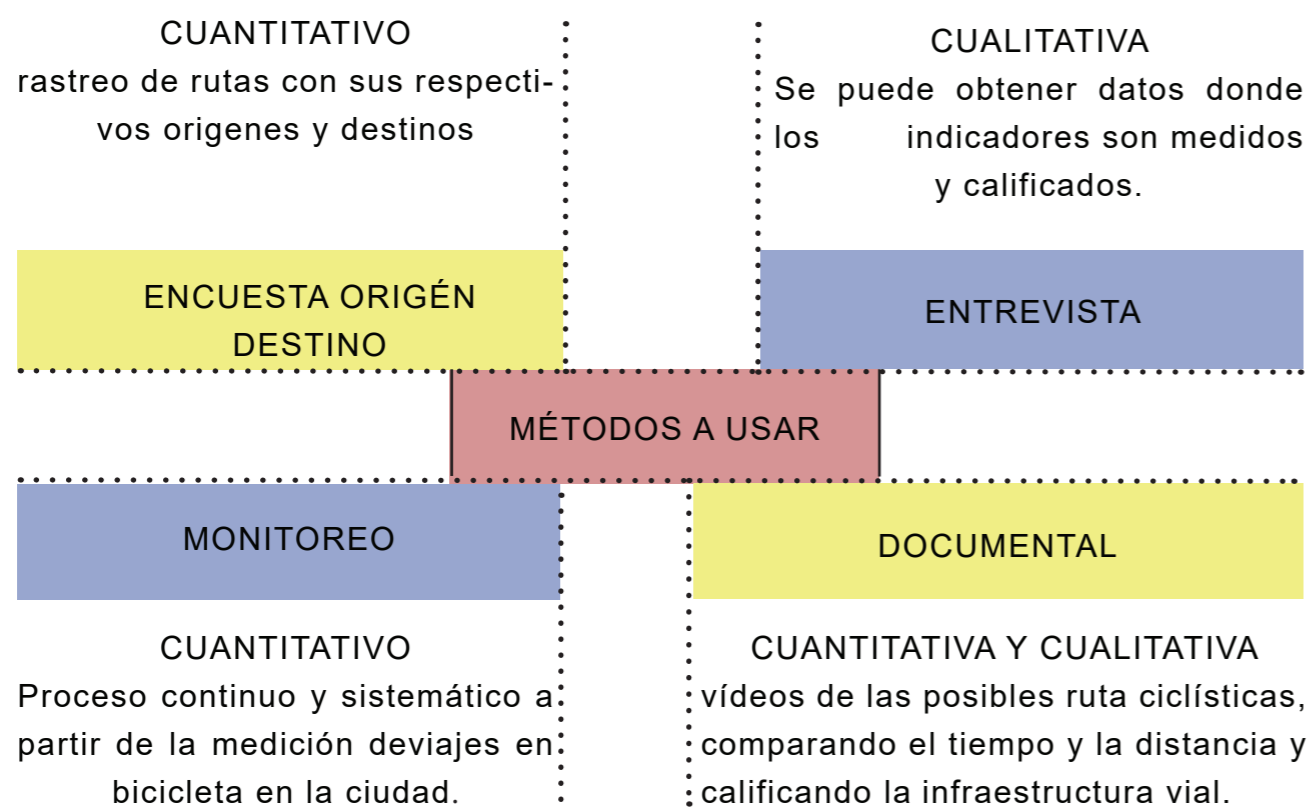 CUANTITATIVO
rastreo de rutas con sus respecti-
vos origenes y destinos
ENCUESTA ORIGÉN
DESTINO
CUALITATIVA
Se puede obtener datos donde
los indicadores son medidos
y calificados.
ENTREVISTA
MÉTODOS A USAR
MONITOREO
CUANTITATIVO
Proceso continuo y sistemático a
partir de la medición deviajes en
bicicleta en la ciudad.
DOCUMENTAL
CUANTITATIVA Y CUALITATIVA
vídeos de las posibles ruta ciclísticas,
comparando el tiempo y la distancia y
calificando la infraestructura vial.